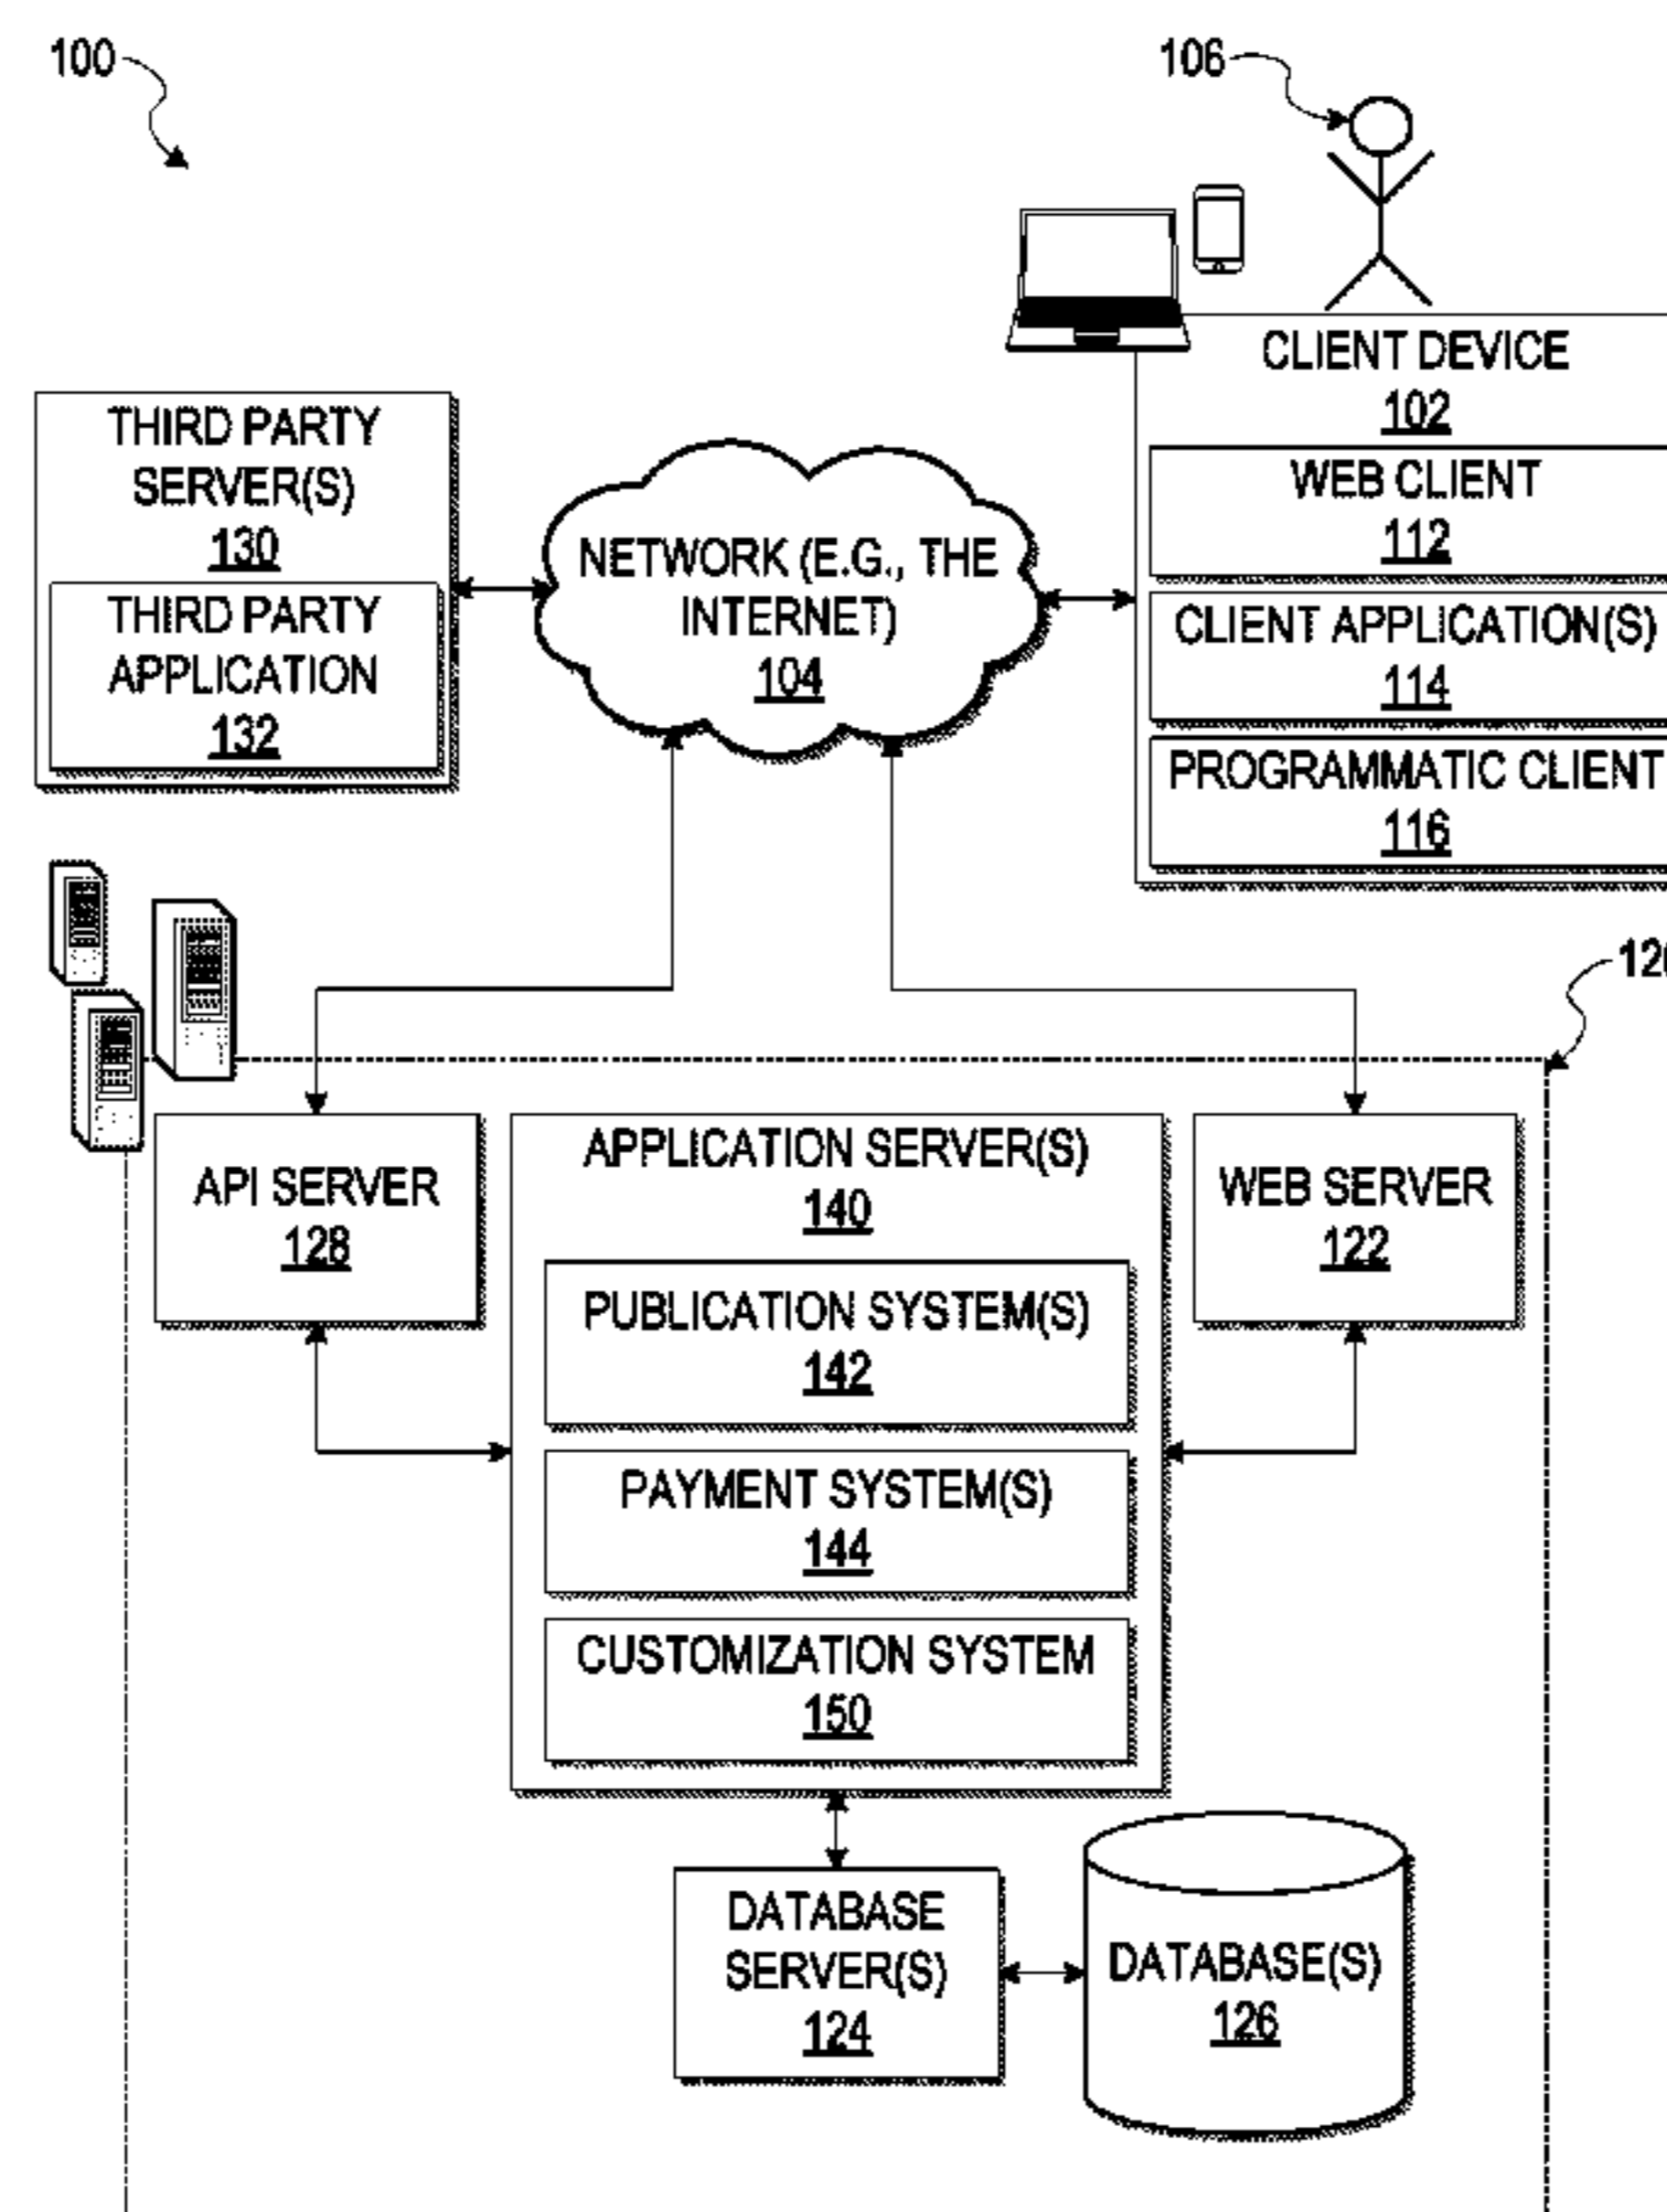 100
106
CLIENT DEVICE
102
WEB CLIENT
112
CLIENT APPLICATION(S)
114
PROGRAMMATIC CLIENT
116
THIRD PARTY
SERVER(S)
130
THIRD PARTY
APPLICATION
132
NETWORK (E.G., THE
INTERNET)
104
API SERVER
128
APPLICATION SERVER(S)
140
PUBLICATION SYSTEM(S)
142
PAYMENT SYSTEM(S)
144
CUSTOMIZATION SYSTEM
150
WEB SERVER
122
DATABASE
SERVER(S)
124
DATABASE(S)
126